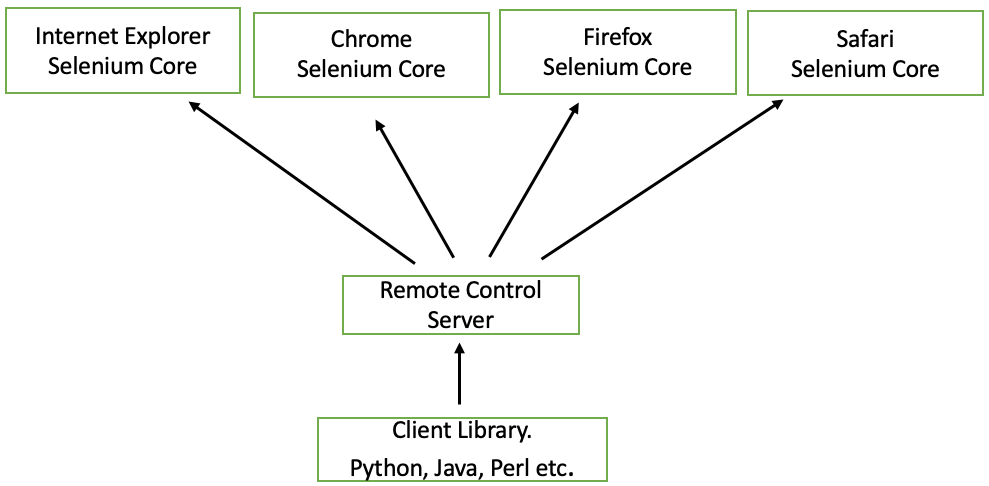 Internet Explorer
Selenium Core
Chrome
Selenium Core
Firefox
Selenium Core
Safari
Selenium Core
Remote Control
Server
Client Library.
Python, Java, Perl etc.